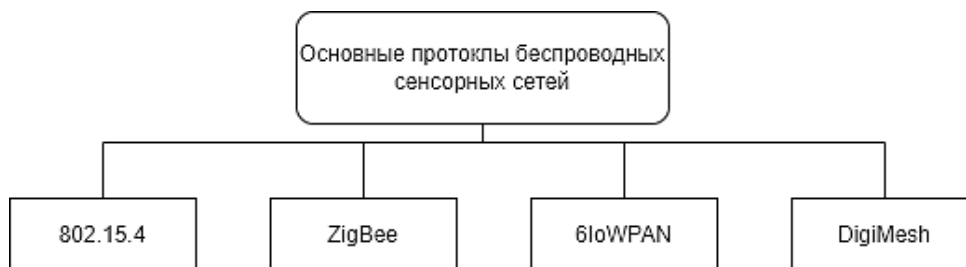 Основные протоклы беспроводных
сенсорных сетей
802.15.4
ZigBee
6loWPAN
DigiMesh